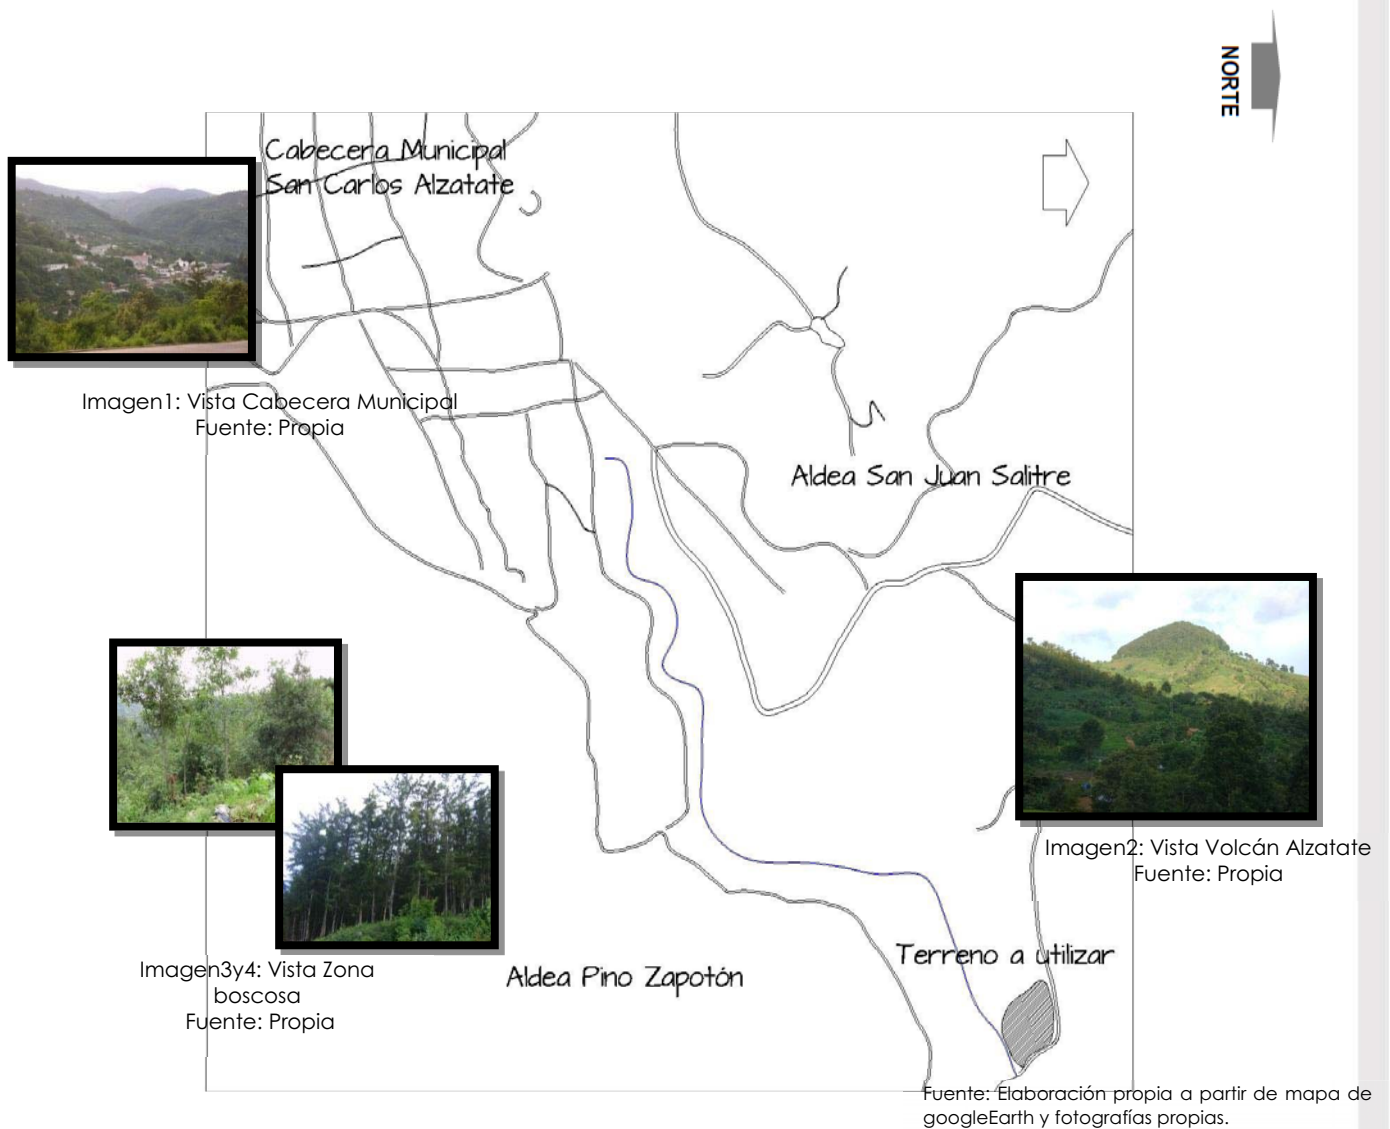 NORTE
Cabecera Municipal
San Carlos Alzatate
Imagen1: Vista Cabecera Municipal
Fuente: Propia
Aldea San Juan Salitre
Imagen2: Vista Volcán Alzatate
Fuente: Propia
Terreno a utilizar
Imagen3y4: Vista Zona
boscosa
Fuente: Propia
Aldea Pino Zapotón
Fuente: Elaboración propia a partir de mapa de
googleEarth y fotografías propias.